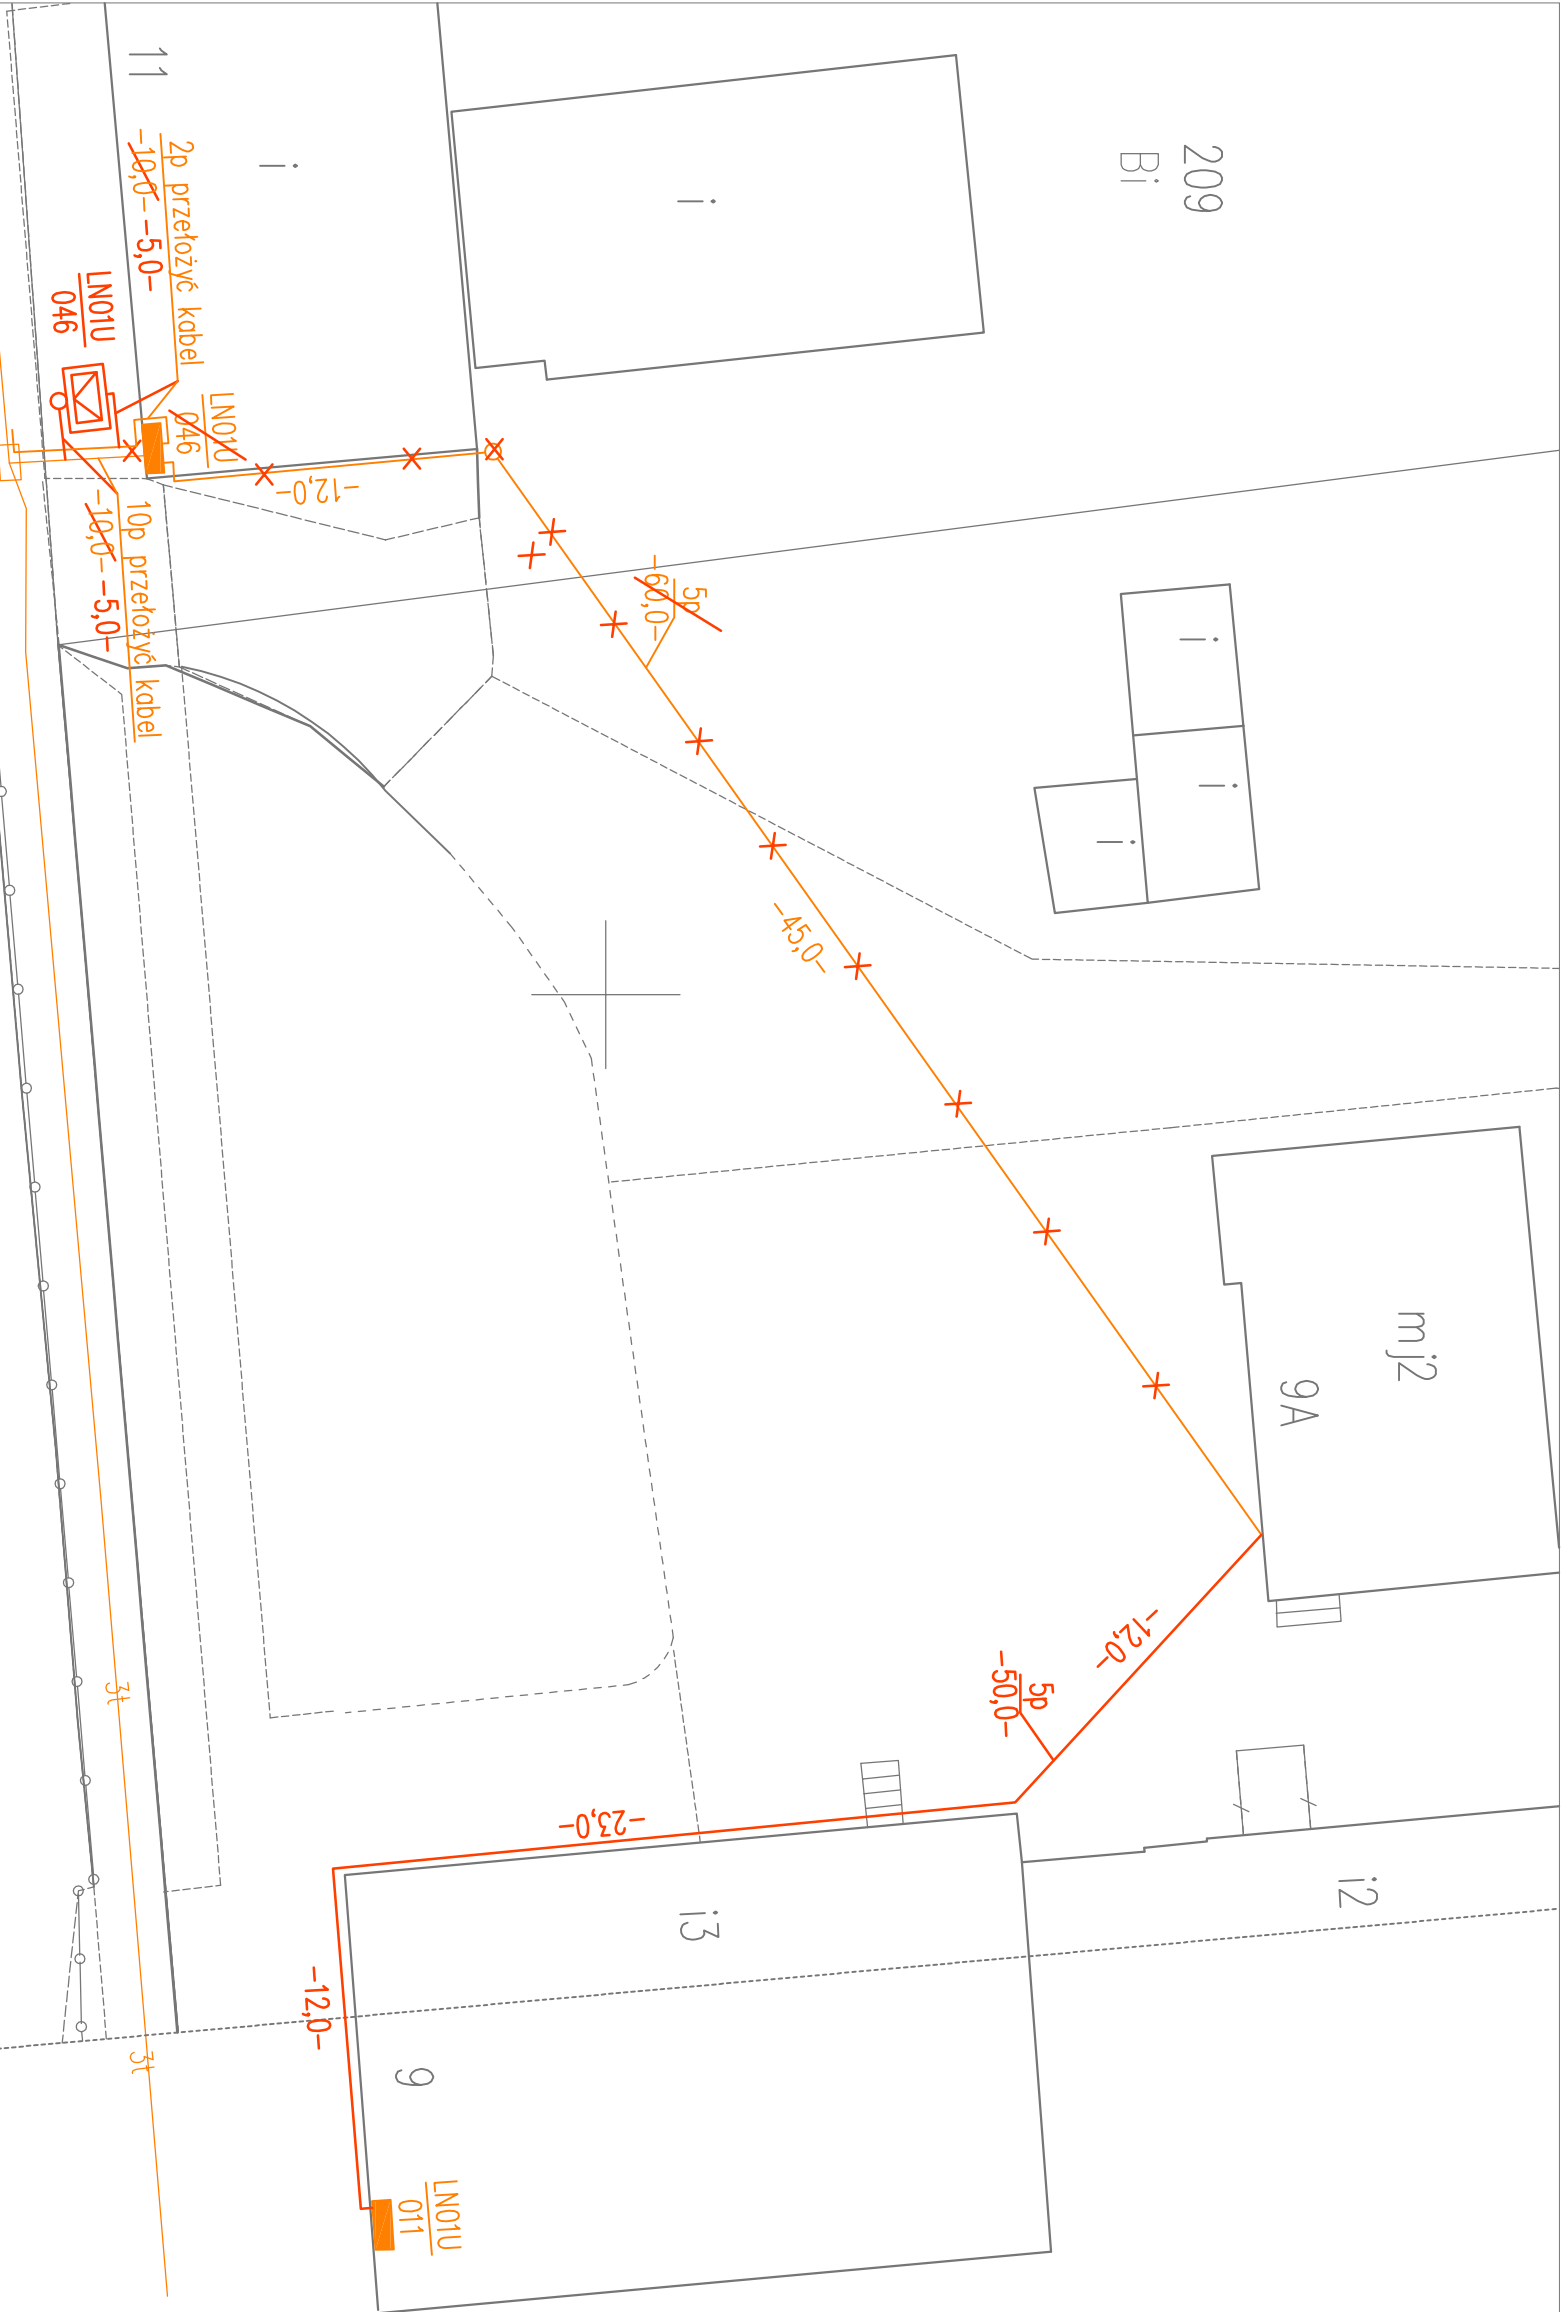 209
Bi
i
i
11
2p przełożyć kabel
-10,0- -5,0-
LN01U
046
LN01U
046
-12,0-
10p przełożyć kabel
-10,0- -5,0-
5p
-60,0-
i
i
i
-45,0-
mj2
9A
-12,0-
5p
-50,0-
-23,0-
3t
i2
i3
-12,0-
9
3t
LN01U
011